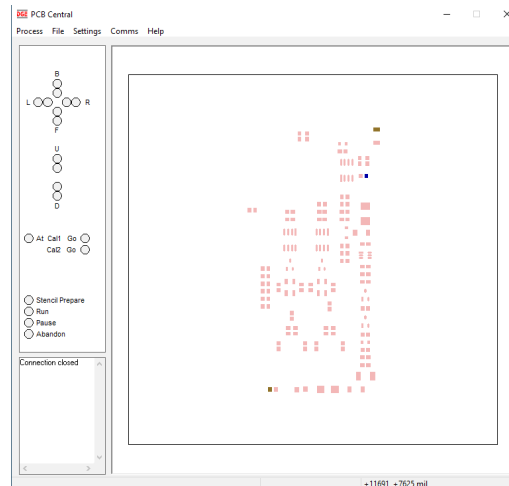 DGE PCB Central
Process File Settings Comms Help
B
L R
F
U
D
At Cal1 Go
Cal2 Go
Stencil Prepare
Run
Pause
Abandon
Connection closed
+11691, +7625 mil